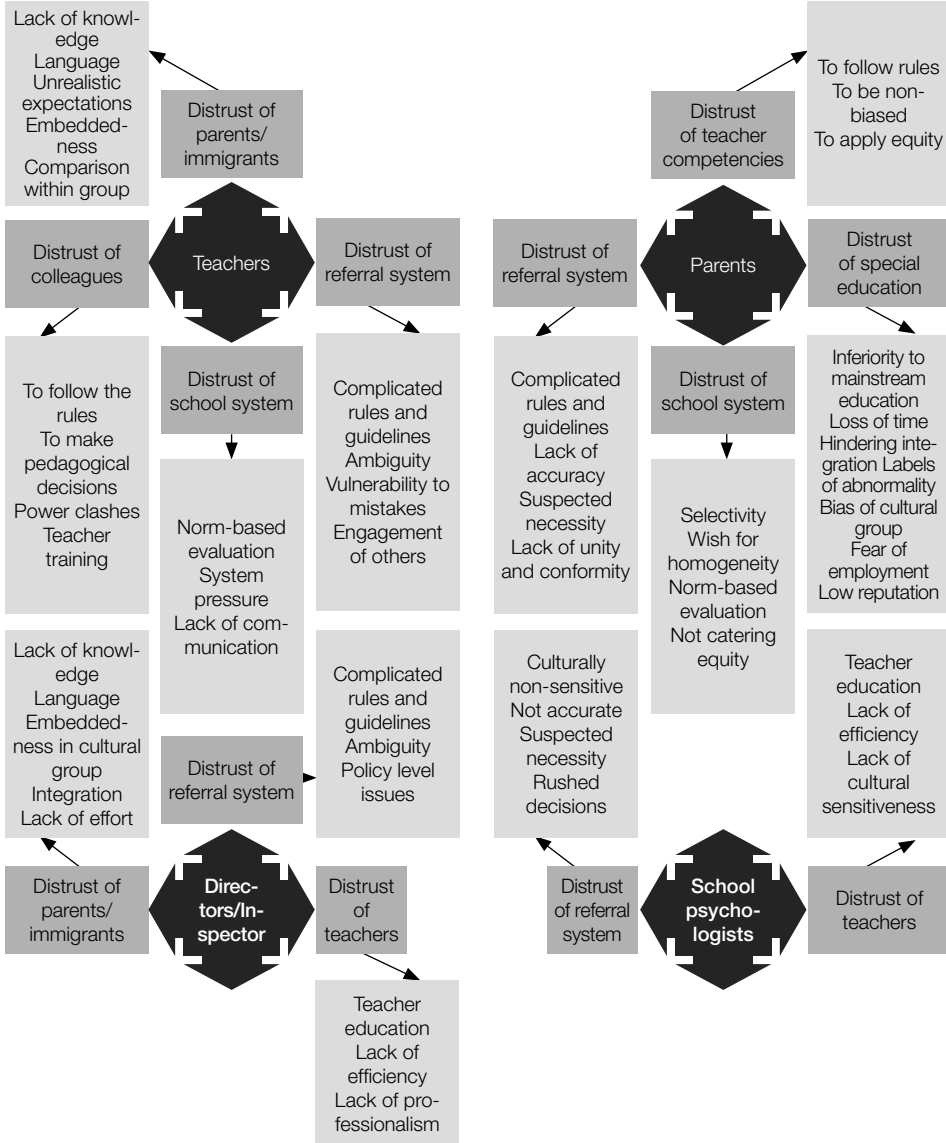 Lack of knowl-
edge
Language
Unrealistic
expectations
Embedded-
ness
Comparison
within group
Distrust of
parents/
immigrants
Distrust of
colleagues
Teachers
Distrust of
referral system
To follow the
rules
To make
pedagogical
decisions
Power clashes
Teacher
training
Distrust of
school system
Norm-based
evaluation
System
pressure
Lack of com-
munication
Complicated
rules and
guidelines
Ambiguity
Vulnerability to
mistakes
Engagement
of others
Distrust
of teacher
competencies
To follow rules
To be non-
biased
To apply equity
Distrust of
referral system
Parents
Distrust
of special
education
Complicated
rules and
guidelines
Lack of
accuracy
Suspected
necessity
Lack of unity
and conformity
Distrust of
school system
Selectivity
Wish for
homogeneity
Norm-based
evaluation
Not catering
equity
Inferiority to
mainstream
education
Loss of time
Hindering inte-
gration Labels
of abnormality
Bias of cultural
group
Fear of
employment
Low reputation
Lack of knowl-
edge
Language
Embedded-
ness in cultural
group
Integration
Lack of effort
Distrust of
referral system
Complicated
rules and
guidelines
Ambiguity
Policy level
issues
Distrust of
parents/
immigrants
Direc-
tors/In-
spector
Distrust
of
teachers
Teacher
education
Lack of
efficiency
Lack of pro-
fessionalism
Culturally
non-sensitive
Not accurate
Suspected
necessity
Rushed
decisions
Teacher
education
Lack of
efficiency
Lack of
cultural
sensitiveness
Distrust
of referral
system
School
psycho-
logists
Distrust of
teachers